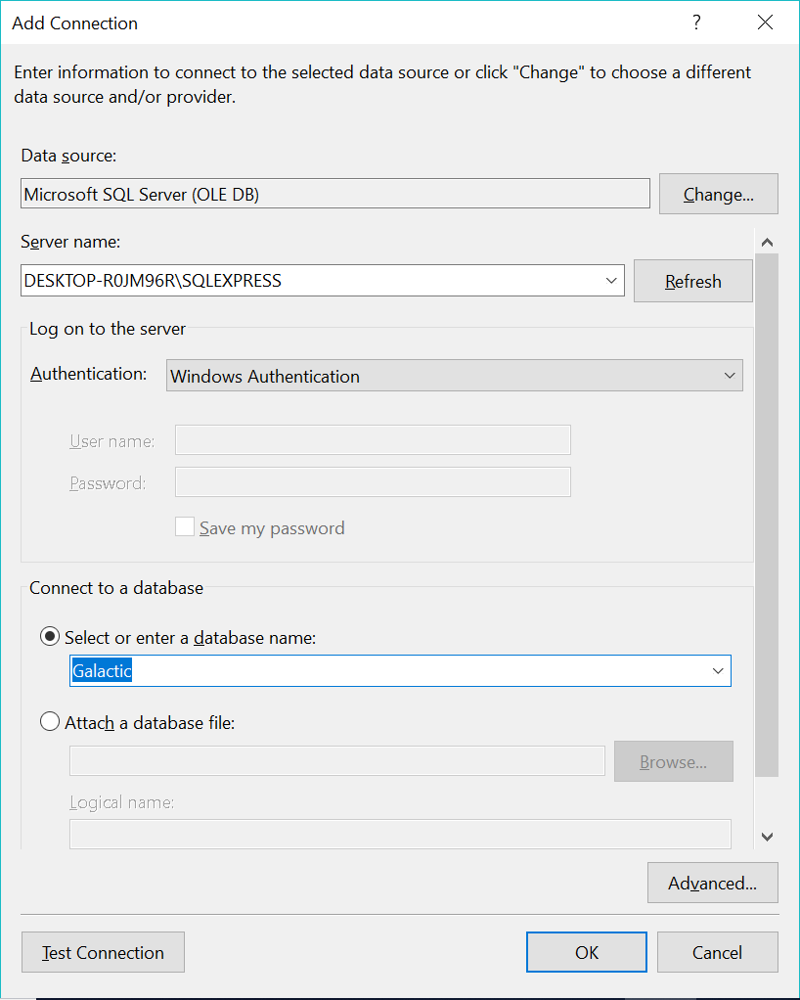 Add Connection
?
Enter information to connect to the selected data source or click "Change" to choose a different
data source and/or provider.
Data source:
Microsoft SQL Server (OLE DB)
Change...
Server name:
DESKTOP-R0JM96R\SQLEXPRESS
Refresh
Log on to the server
Authentication:
Windows Authentication
User name:
Password:
Save my password
Connect to a database
Select or enter a database name:
Galactic
Attach a database file:
Browse...
Logical name:
Advanced...
Test Connection
OK
Cancel